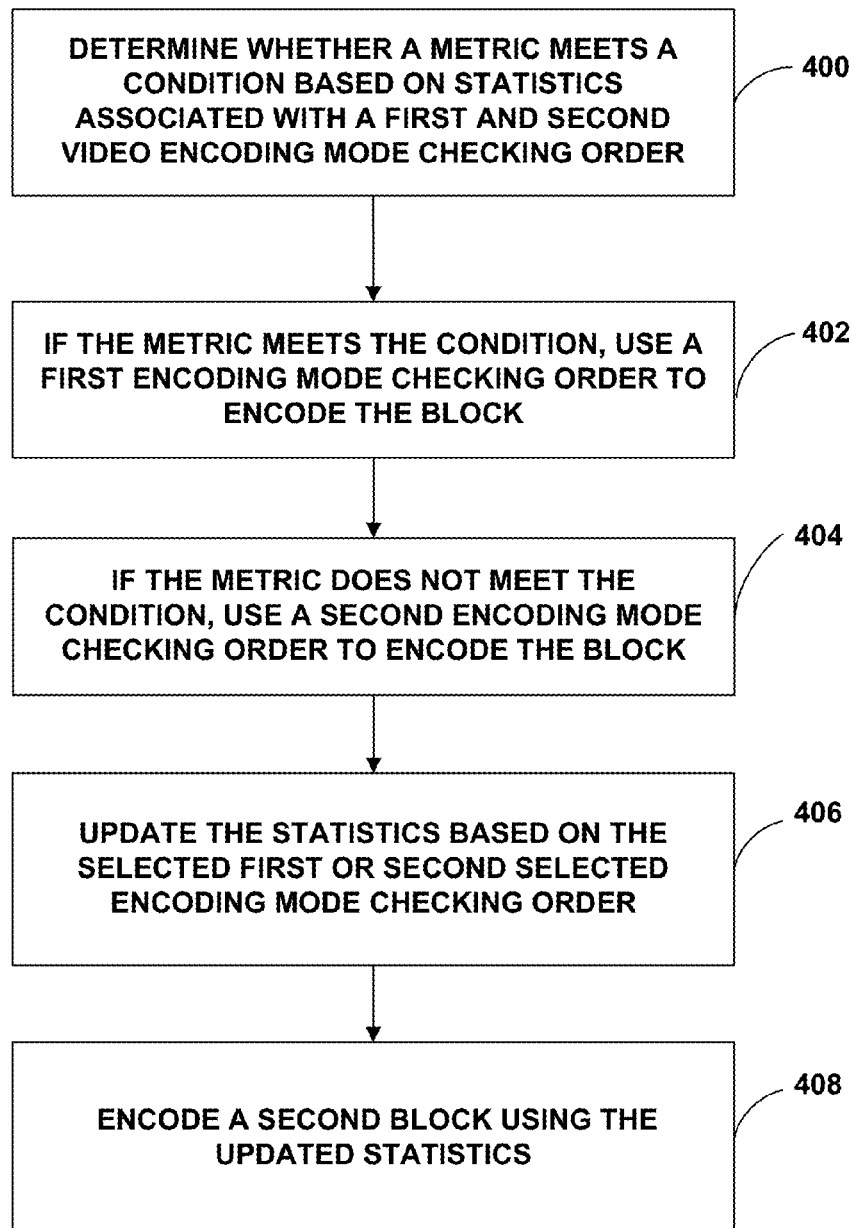 DETERMINE WHETHER A METRIC MEETS A
CONDITION BASED ON STATISTICS
ASSOCIATED WITH A FIRST AND SECOND
VIDEO ENCODING MODE CHECKING ORDER
400
IF THE METRIC MEETS THE CONDITION, USE A
FIRST ENCODING MODE CHECKING ORDER TO
ENCODE THE BLOCK
402
IF THE METRIC DOES NOT MEET THE
CONDITION, USE A SECOND ENCODING MODE
CHECKING ORDER TO ENCODE THE BLOCK
404
UPDATE THE STATISTICS BASED ON THE
SELECTED FIRST OR SECOND SELECTED
ENCODING MODE CHECKING ORDER
406
ENCODE A SECOND BLOCK USING THE
UPDATED STATISTICS
408